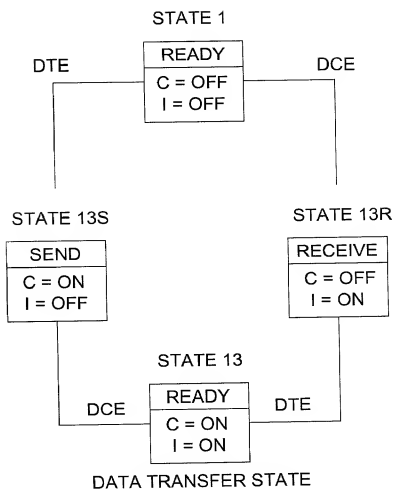 STATE 1
READY
C = OFF
I = OFF
DTE
DCE
STATE 13S
SEND
C = ON
I = OFF
STATE 13R
RECEIVE
C = OFF
I = ON
STATE 13
READY
C = ON
I = ON
DCE
DTE
DATA TRANSFER STATE